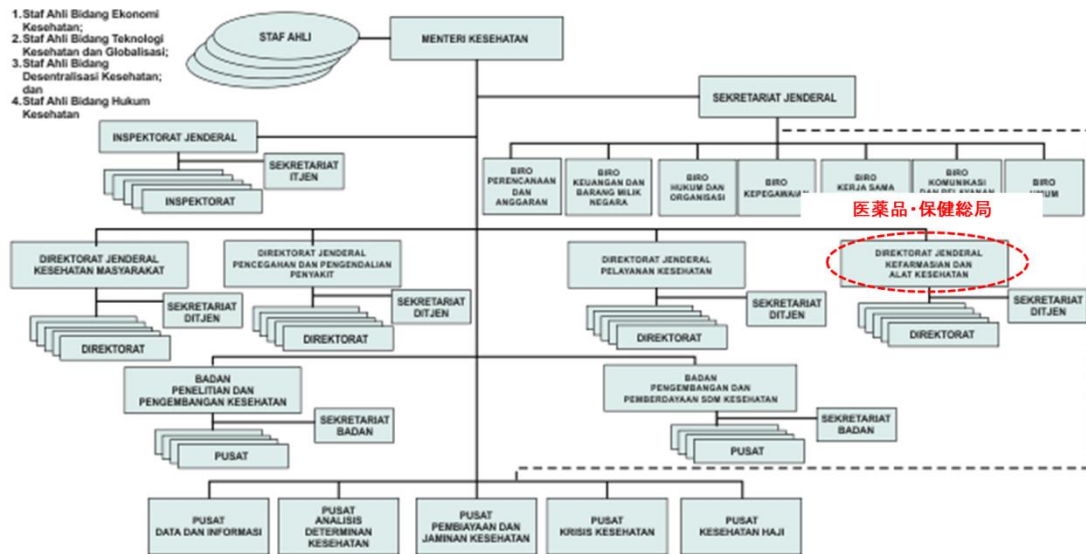 1.Staf Ahli Bidang Ekonomi
Kesehatan;
2.Staf Ahli Bidang Teknologi
Kesehatan dan Globalisasi;
3.Staf Ahli Bidang
Desentralisasi Kesehatan;
dan
4.Staf Ahli Bidang Hukum
Kesehatan
STAF AHLI
MENTERI KESEHATAN
SEKRETARIAT JENDERAL
INSPEKTORAT JENDERAL
SEKRETARIAT
ITJEN
INSPEKTORAT
BIRO
PERENCANAAN
DAN
ANGGARAN
BIRO
KEUANGAN DAN
BARANG MILIK
NEGARA
BIRO
HUKUM DAN
ORGANISASI
BIRO
KEPEGAWAIAN
BIRO
KERJA SAMA
BIRO
KOMUNIKASI
DAN PELAYANAN
BIRO
UMUM
医薬品・保健総局
DIREKTORAT JENDERAL
KESEHATAN MASYARAKAT
SEKRETARIAT
DITJEN
DIREKTORAT
DIREKTORAT JENDERAL
PENCEGAHAN DAN PENGENDALIAN
PENYAKIT
SEKRETARIAT
DITJEN
DIREKTORAT
DIREKTORAT JENDERAL
PELAYANAN KESEHATAN
SEKRETARIAT
DITJEN
DIREKTORAT
DIREKTORAT JENDERAL
KEFARMASIAN DAN
ALAT KESEHATAN
SEKRETARIAT
DITJEN
DIREKTORAT
BADAN
PENELITIAN DAN
PENGEMBANGAN KESEHATAN
SEKRETARIAT
BADAN
PUSAT
BADAN
PENGEMBANGAN DAN
PEMBERDAYAAN SDM KESEHATAN
SEKRETARIAT
BADAN
PUSAT
PUSAT
DATA DAN INFORMASI
PUSAT
ANALISIS
DETERMINAN
KESEHATAN
PUSAT
PEMBIAYAAN DAN
JAMINAN KESEHATAN
PUSAT
KRISIS KESEHATAN
PUSAT
KESEHATAN HAJI